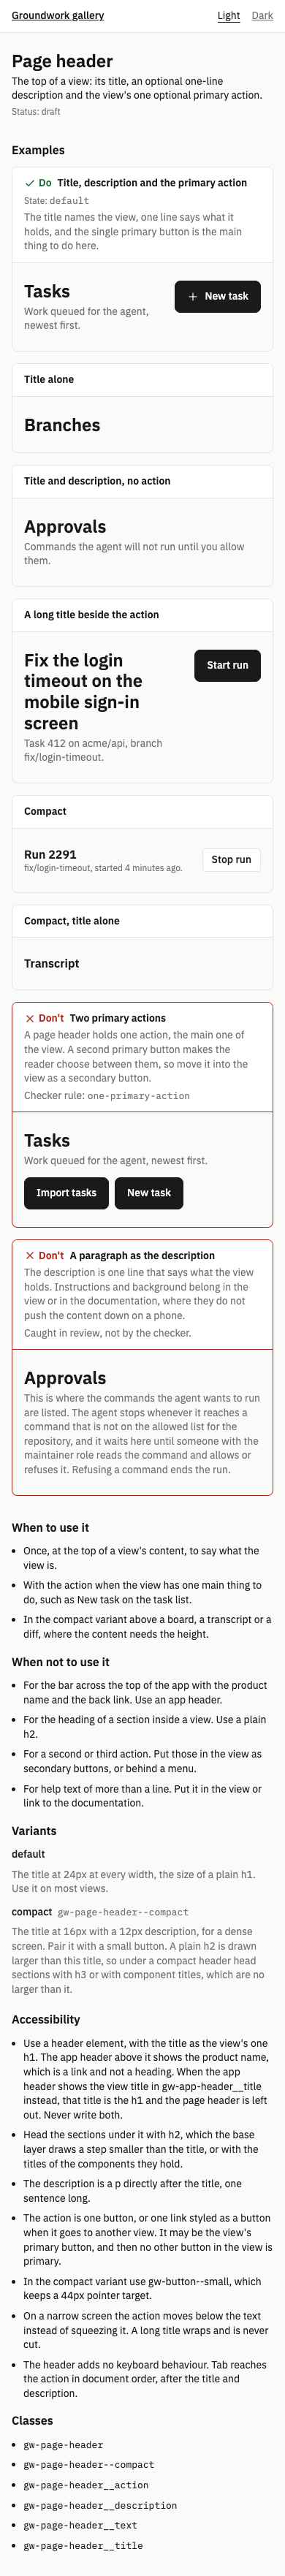 Groundwork gallery
Light
Dark
Page header
The top of a view: its title, an optional one-line
description and the view's one optional primary action.
Status: draft
Examples
Do Title, description and the primary action
State: default
The title names the view, one line says what it
holds, and the single primary button is the main
thing to do here.
Tasks
Work queued for the agent,
newest first.
New task
Title alone
Branches
Title and description, no action
Approvals
Commands the agent will not run until you allow
them.
A long title beside the action
Fix the login
timeout on the
mobile sign-in
screen
Task 412 on acme/api, branch
fix/login-timeout.
Start run
Compact
Run 2291
fix/login-timeout, started 4 minutes ago.
Stop run
Compact, title alone
Transcript
Don't Two primary actions
A page header holds one action, the main one of
the view. A second primary button makes the
reader choose between them, so move it into the
view as a secondary button.
Checker rule: one-primary-action
Tasks
Work queued for the agent, newest first.
Import tasks
New task
Don't A paragraph as the description
The description is one line that says what the view
holds. Instructions and background belong in the
view or in the documentation, where they do not
push the content down on a phone.
Caught in review, not by the checker.
Approvals
This is where the commands the agent wants to run
are listed. The agent stops whenever it reaches a
command that is not on the allowed list for the
repository, and it waits here until someone with the
maintainer role reads the command and allows or
refuses it. Refusing a command ends the run.
When to use it
• Once, at the top of a view's content, to say what the
view is.
• With the action when the view has one main thing to
do, such as New task on the task list.
• In the compact variant above a board, a transcript or a
diff, where the content needs the height.
When not to use it
• For the bar across the top of the app with the product
name and the back link. Use an app header.
• For the heading of a section inside a view. Use a plain
h2.
• For a second or third action. Put those in the view as
secondary buttons, or behind a menu.
• For help text of more than a line. Put it in the view or
link to the documentation.
Variants
default
The title at 24px at every width, the size of a plain h1.
Use it on most views.
compact gw-page-header--compact
The title at 16px with a 12px description, for a dense
screen. Pair it with a small button. A plain h2 is drawn
larger than this title, so under a compact header head
sections with h3 or with component titles, which are no
larger than it.
Accessibility
• Use a header element, with the title as the view's one
h1. The app header above it shows the product name,
which is a link and not a heading. When the app
header shows the view title in gw-app-header__title
instead, that title is the h1 and the page header is left
out. Never write both.
• Head the sections under it with h2, which the base
layer draws a step smaller than the title, or with the
titles of the components they hold.
• The description is a p directly after the title, one
sentence long.
• The action is one button, or one link styled as a button
when it goes to another view. It may be the view's
primary button, and then no other button in the view is
primary.
• In the compact variant use gw-button--small, which
keeps a 44px pointer target.
• On a narrow screen the action moves below the text
instead of squeezing it. A long title wraps and is never
cut.
• The header adds no keyboard behaviour. Tab reaches
the action in document order, after the title and
description.
Classes
• gw-page-header
• gw-page-header--compact
• gw-page-header__action
• gw-page-header__description
• gw-page-header__text
• gw-page-header__title